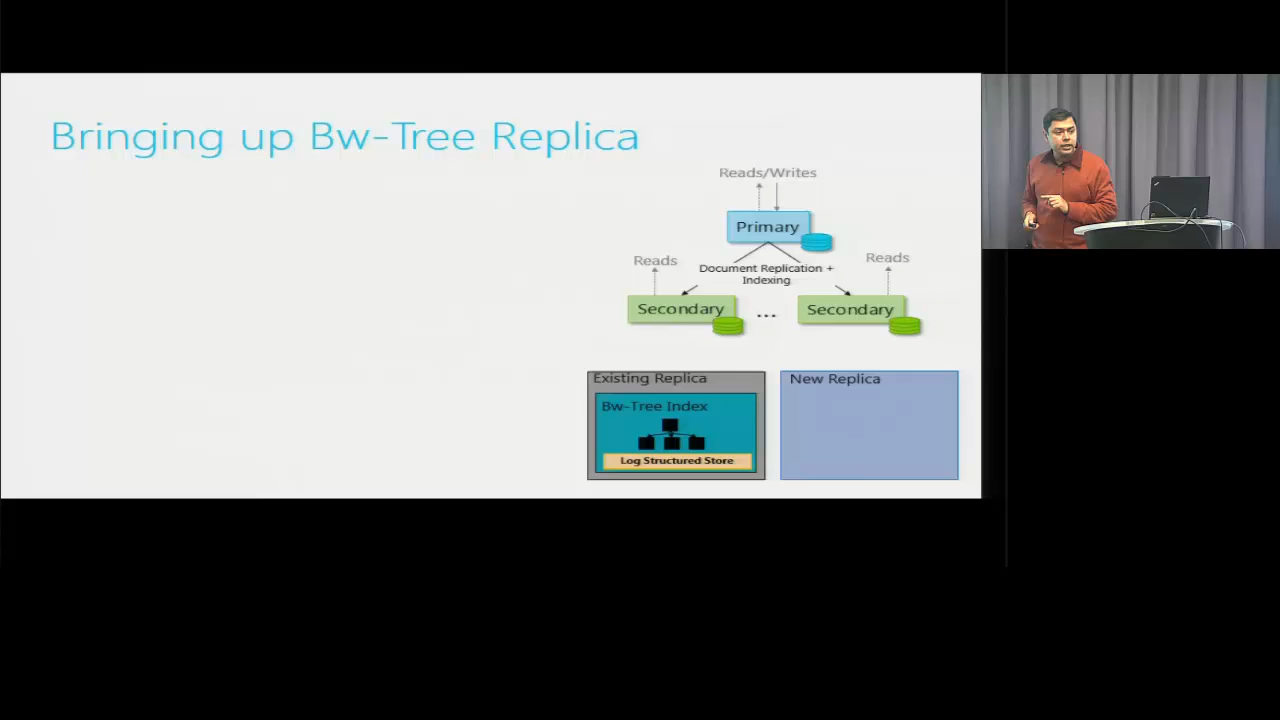 Bringing up Bw-Tree Replica
Reads/Writes
Primary
Reads
Document Replication +
Indexing
Reads
Secondary
...
Secondary
Existing Replica
Bw-Tree Index
Log Structured Store
New Replica